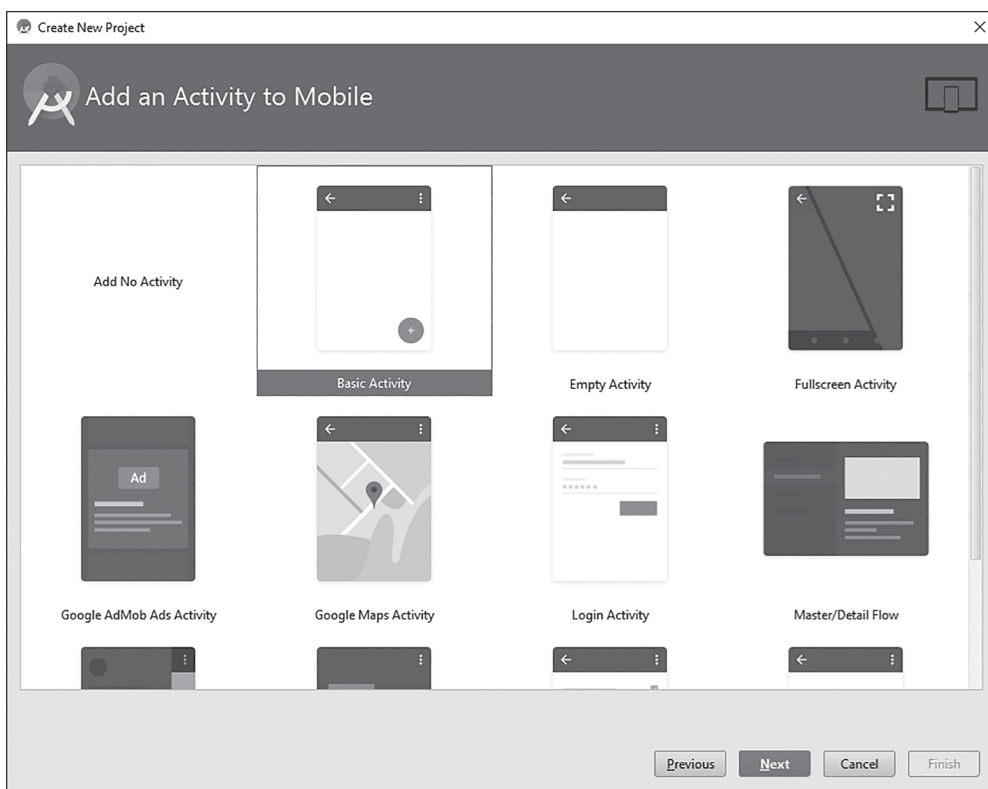 Create New Project
Add an Activity to Mobile
Add No Activity
Basic Activity
Empty Activity
Fullscreen Activity
Ad
Google AdMob Ads Activity
Google Maps Activity
Login Activity
Master/Detail Flow
Previous
Next
Cancel
Finish